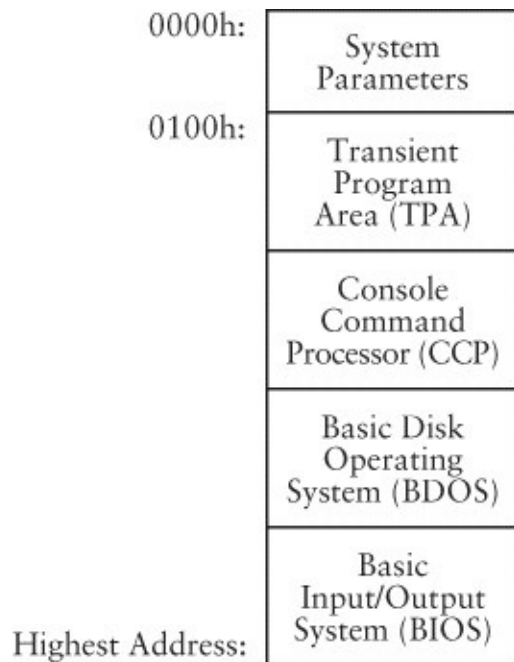 0000h:
System
Parameters
0100h:
Transient
Program
Area (TPA)
Console
Command
Processor (CCP)
Basic Disk
Operating
System (BDOS)
Basic
Input/Output
System (BIOS)
Highest Address: